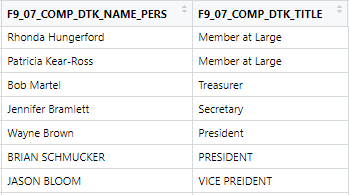 F9_07_COMP_DTK_NAME_PERS F9_07_COMP_DTK_TITLE
Rhonda Hungerford Member at Large
Patricia Kear-Ross Member at Large
Bob Martel Treasurer
Jennifer Bramlett Secretary
Wayne Brown President
BRIAN SCHMUCKER PRESIDENT
JASON BLOOM VICE PREIDENT